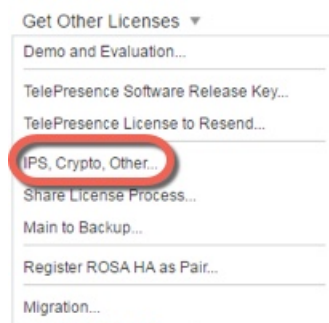 Get Other Licenses ▼
Demo and Evaluation...
TelePresence Software Release Key...
TelePresence License to Resend...
IPS, Crypto, Other...
Share License Process...
Main to Backup...
Register ROSA HA as Pair...
Migration...